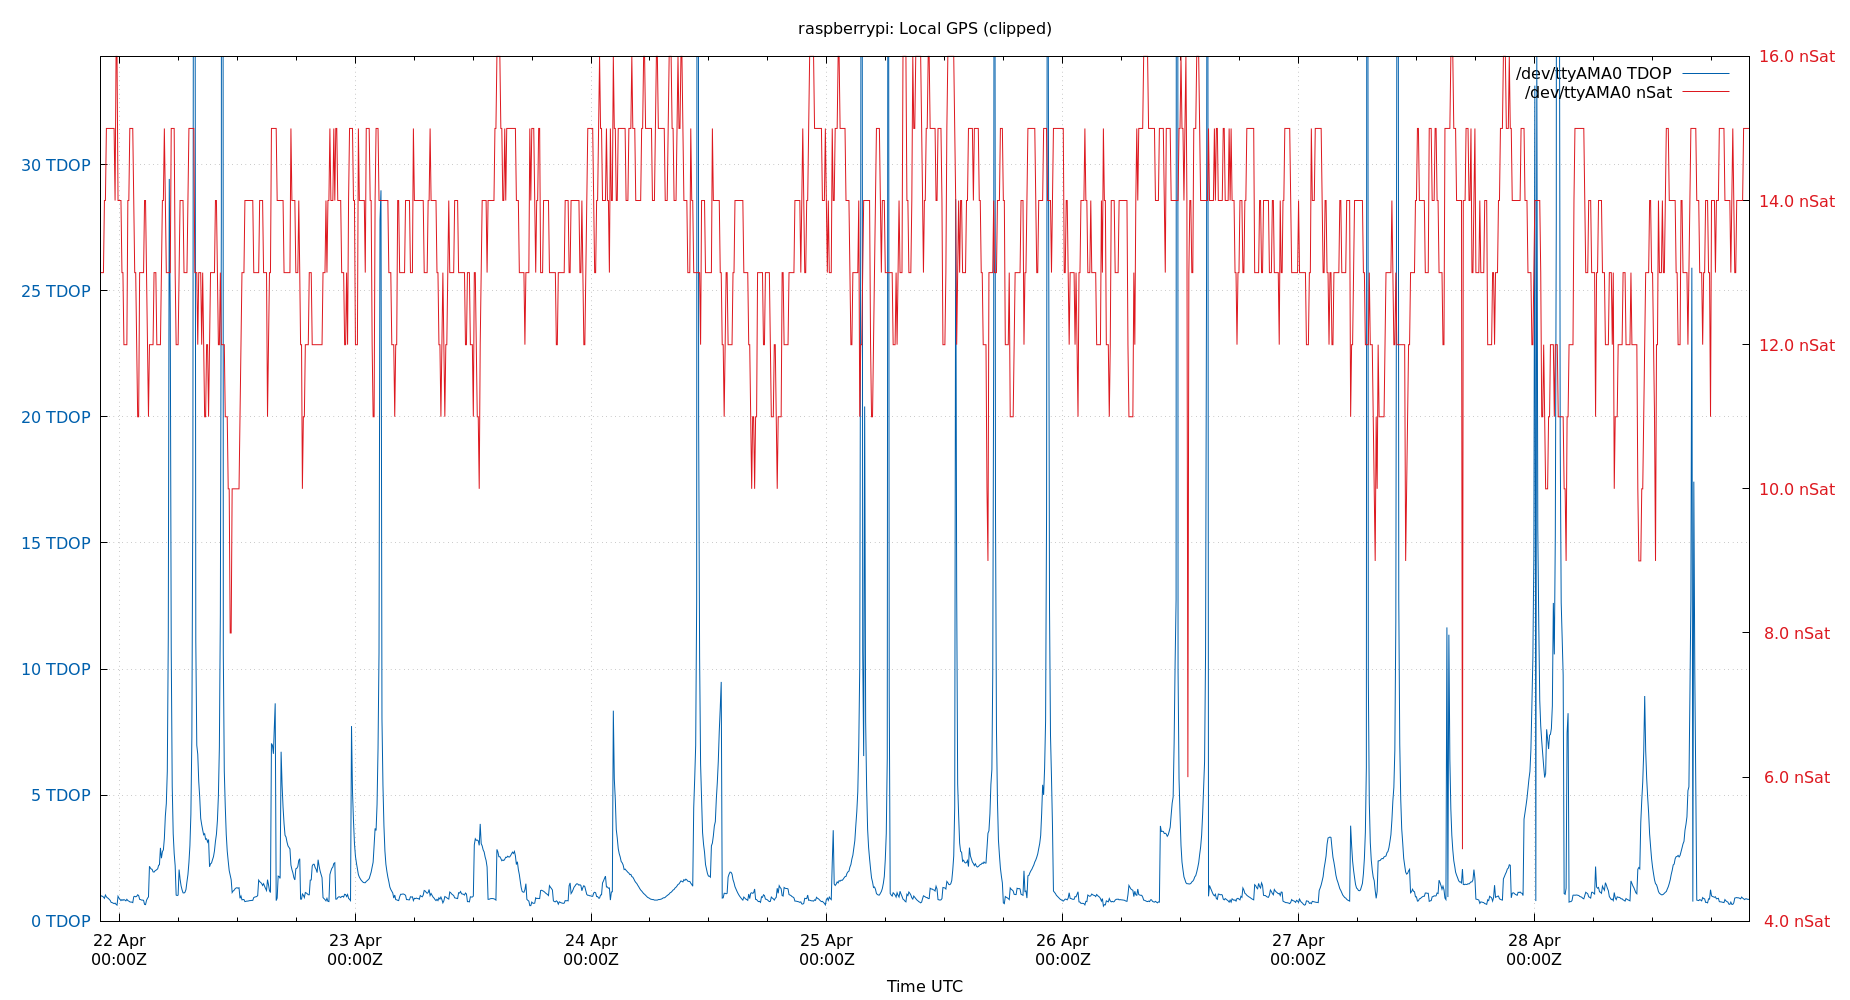 raspberrypi: Local GPS (clipped)
16.0 nSat
/dev/ttyAMA0 TDOP
/dev/ttyAMA0 nSat
30 TDOP
14.0 nSat
25 TDOP
12.0 nSat
20 TDOP
10.0 nSat
15 TDOP
8.0 nSat
10 TDOP
6.0 nSat
5 TDOP
0 TDOP
4.0 nSat
22 Apr 23 Apr 24 Apr 25 Apr 26 Apr 27 Apr 28 Apr
00:00Z 00:00Z 00:00Z 00:00Z 00:00Z 00:00Z 00:00Z
Time UTC